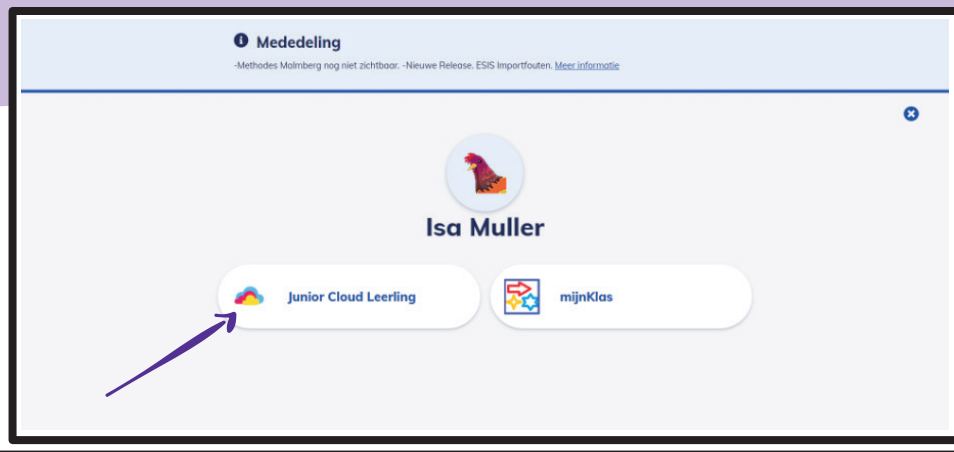 Mededeling
-Methodes Malmberg nog niet zichtbaar. -Nieuwe Release. ESIS Importfouten. Meer informatie
Isa Muller
Junior Cloud Leerling
mijnKlas